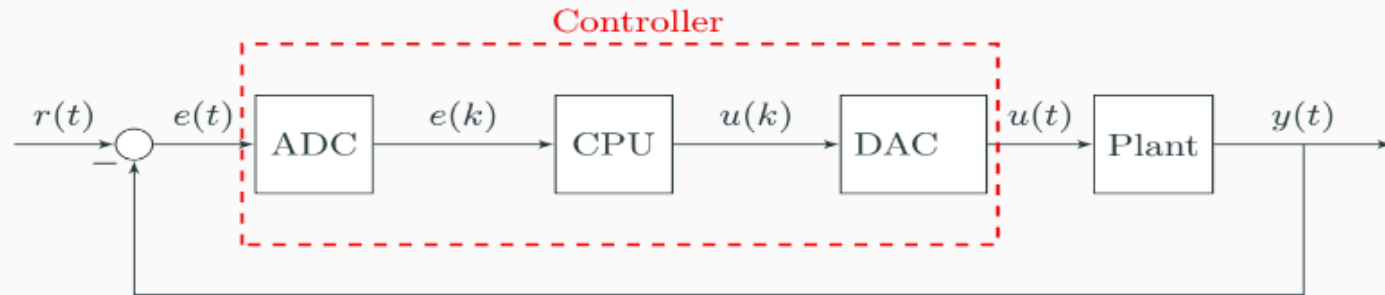 Controller
r(t) e(t) ADC e(k) CPU u(k) DAC u(t) Plant y(t)
−